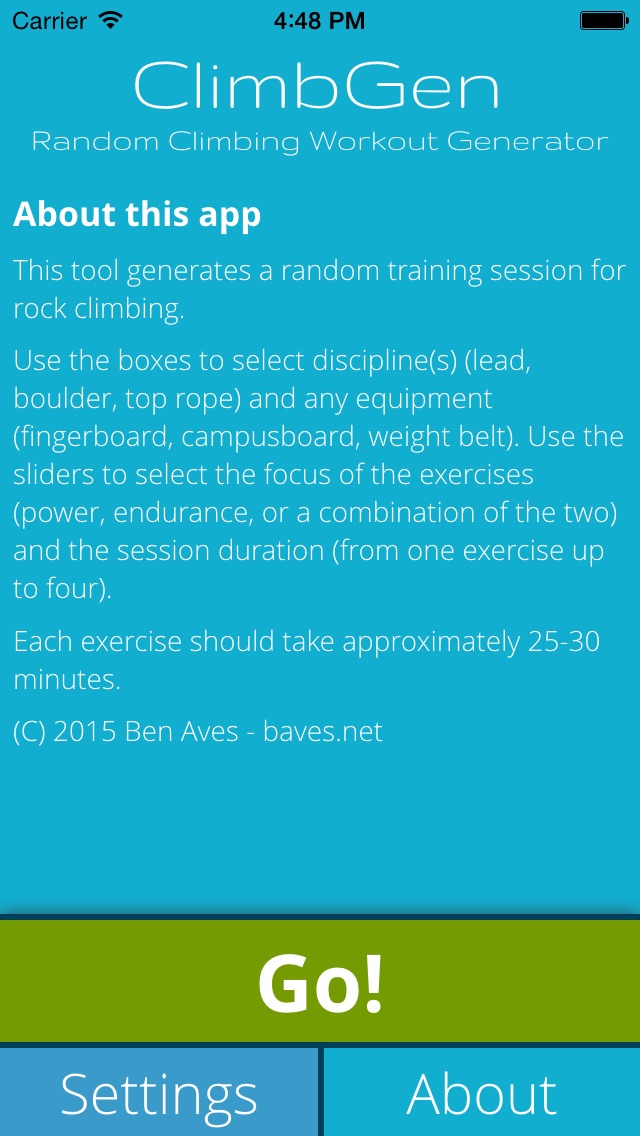 Carrier 4:48 PM
ClimbGen
Random Climbing Workout Generator
About this app
This tool generates a random training session for
rock climbing.
Use the boxes to select discipline(s) (lead,
boulder, top rope) and any equipment
(fingerboard, campusboard, weight belt). Use the
sliders to select the focus of the exercises
(power, endurance, or a combination of the two)
and the session duration (from one exercise up
to four).
Each exercise should take approximately 25-30
minutes.
(C) 2015 Ben Aves - baves.net
Go!
Settings About